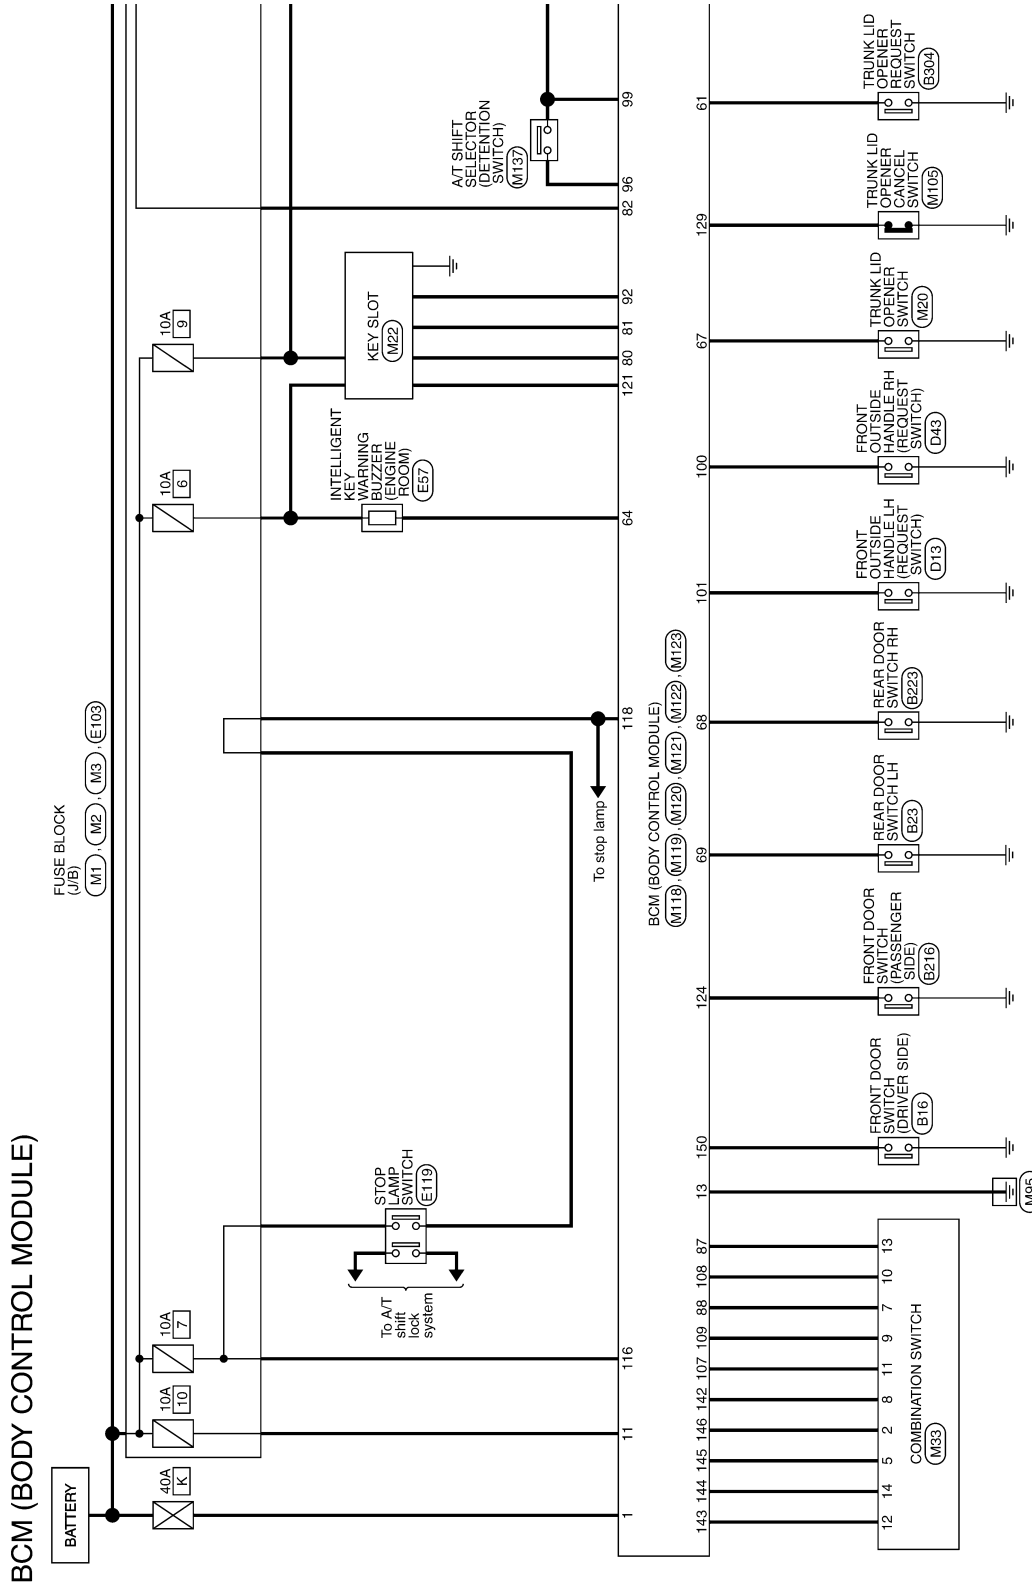 BCM (BODY CONTROL MODULE)
BATTERY
FUSE BLOCK
(J/B)
M1 , M2 , M3 , E103
40A
K
10A
10
10A
7
10A
6
10A
9
STOP
LAMP
SWITCH
E119
To A/T
shift
lock
system
INTELLIGENT
KEY
WARNING
BUZZER
(ENGINE
ROOM)
E57
KEY SLOT
M22
A/T SHIFT
SELECTOR
(DETENTION
SWITCH)
M137
To stop lamp
1
11
116
118
64
121
80
81
92
82
96
99
BCM (BODY CONTROL MODULE)
M118 , M119 , M120 , M121 , M122 , M123
143
144
145
146
142
107
109
88
108
87
13
150
124
69
68
101
100
67
129
61
12
14
5
2
8
11
9
7
10
13
COMBINATION SWITCH
M33
M95
FRONT DOOR
SWITCH
(DRIVER SIDE)
B16
FRONT DOOR
SWITCH
(PASSENGER
SIDE)
B216
REAR DOOR
SWITCH LH
B23
REAR DOOR
SWITCH RH
B223
FRONT
OUTSIDE
HANDLE LH
(REQUEST
SWITCH)
D13
FRONT
OUTSIDE
HANDLE RH
(REQUEST
SWITCH)
D43
TRUNK LID
OPENER
SWITCH
M20
TRUNK LID
OPENER
CANCEL
SWITCH
M105
TRUNK LID
OPENER
REQUEST
SWITCH
B304